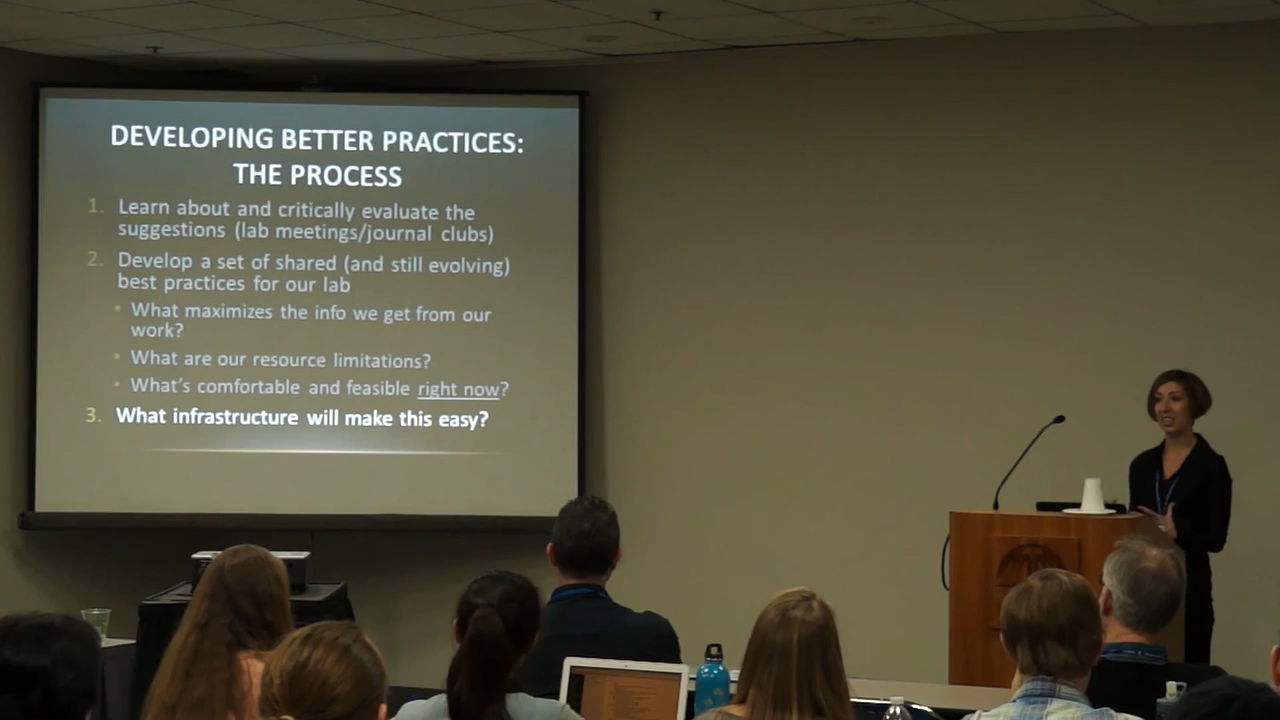 DEVELOPING BETTER PRACTICES:
THE PROCESS
1. Learn about and critically evaluate the
suggestions (lab meetings/journal clubs)
2. Develop a set of shared (and still evolving)
best practices for our lab
• What maximizes the info we get from our
work?
• What are our resource limitations?
• What's comfortable and feasible right now?
3. What infrastructure will make this easy?